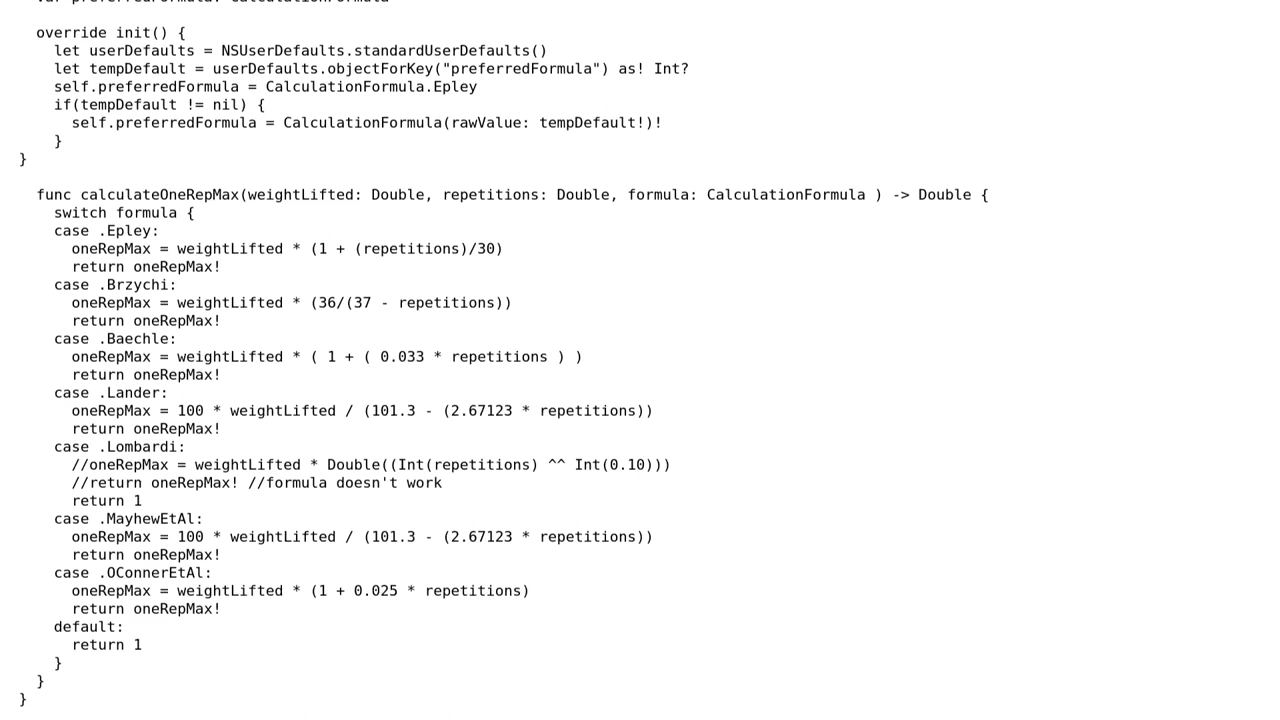 override init() {
let userDefaults = NSUserDefaults.standardUserDefaults()
let tempDefault = userDefaults.objectForKey("preferredFormula") as! Int?
self.preferredFormula = CalculationFormula.Epley
if(tempDefault != nil) {
self.preferredFormula = CalculationFormula(rawValue: tempDefault!)!
}
}
func calculateOneRepMax(weightLifted: Double, repetitions: Double, formula: CalculationFormula ) -> Double {
switch formula {
case .Epley:
oneRepMax = weightLifted * (1 + (repetitions)/30)
return oneRepMax!
case .Brzychi:
oneRepMax = weightLifted * (36/(37 - repetitions))
return oneRepMax!
case .Baechle:
oneRepMax = weightLifted * ( 1 + ( 0.033 * repetitions ) )
return oneRepMax!
case .Lander:
oneRepMax = 100 * weightLifted / (101.3 - (2.67123 * repetitions))
return oneRepMax!
case .Lombardi:
//oneRepMax = weightLifted * Double((Int(repetitions) ^^ Int(0.10)))
//return oneRepMax! //formula doesn't work
return 1
case .MayhewEtAl:
oneRepMax = 100 * weightLifted / (101.3 - (2.67123 * repetitions))
return oneRepMax!
case .OConnerEtAl:
oneRepMax = weightLifted * (1 + 0.025 * repetitions)
return oneRepMax!
default:
return 1
}
}
}